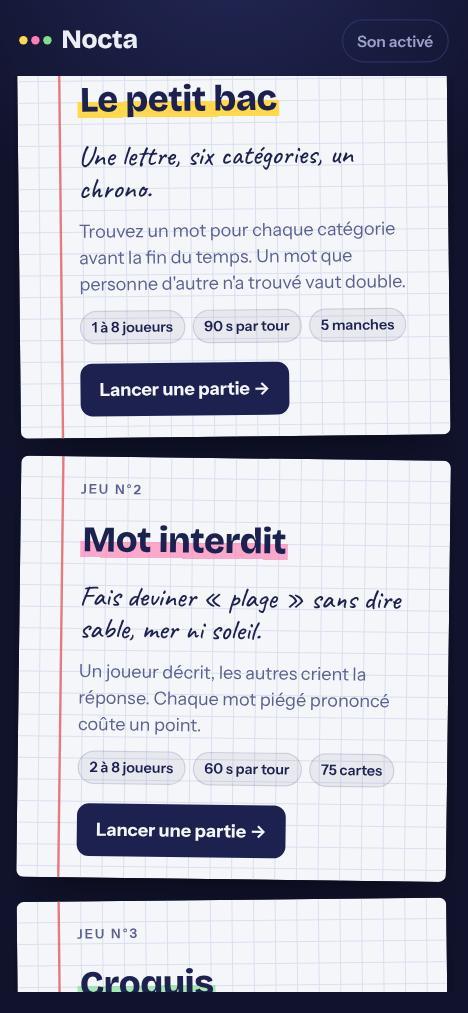 Nocta
Son activé
Le petit bac
Une lettre, six catégories, un
chrono.
Trouvez un mot pour chaque catégorie
avant la fin du temps. Un mot que
personne d'autre n'a trouvé vaut double.
1 à 8 joueurs
90 s par tour
5 manches
Lancer une partie →
JEU N°2
Mot interdit
Fais deviner « plage » sans dire
sable, mer ni soleil.
Un joueur décrit, les autres crient la
réponse. Chaque mot piégé prononcé
coûte un point.
2 à 8 joueurs
60 s par tour
75 cartes
Lancer une partie →
JEU N°3
Croquis